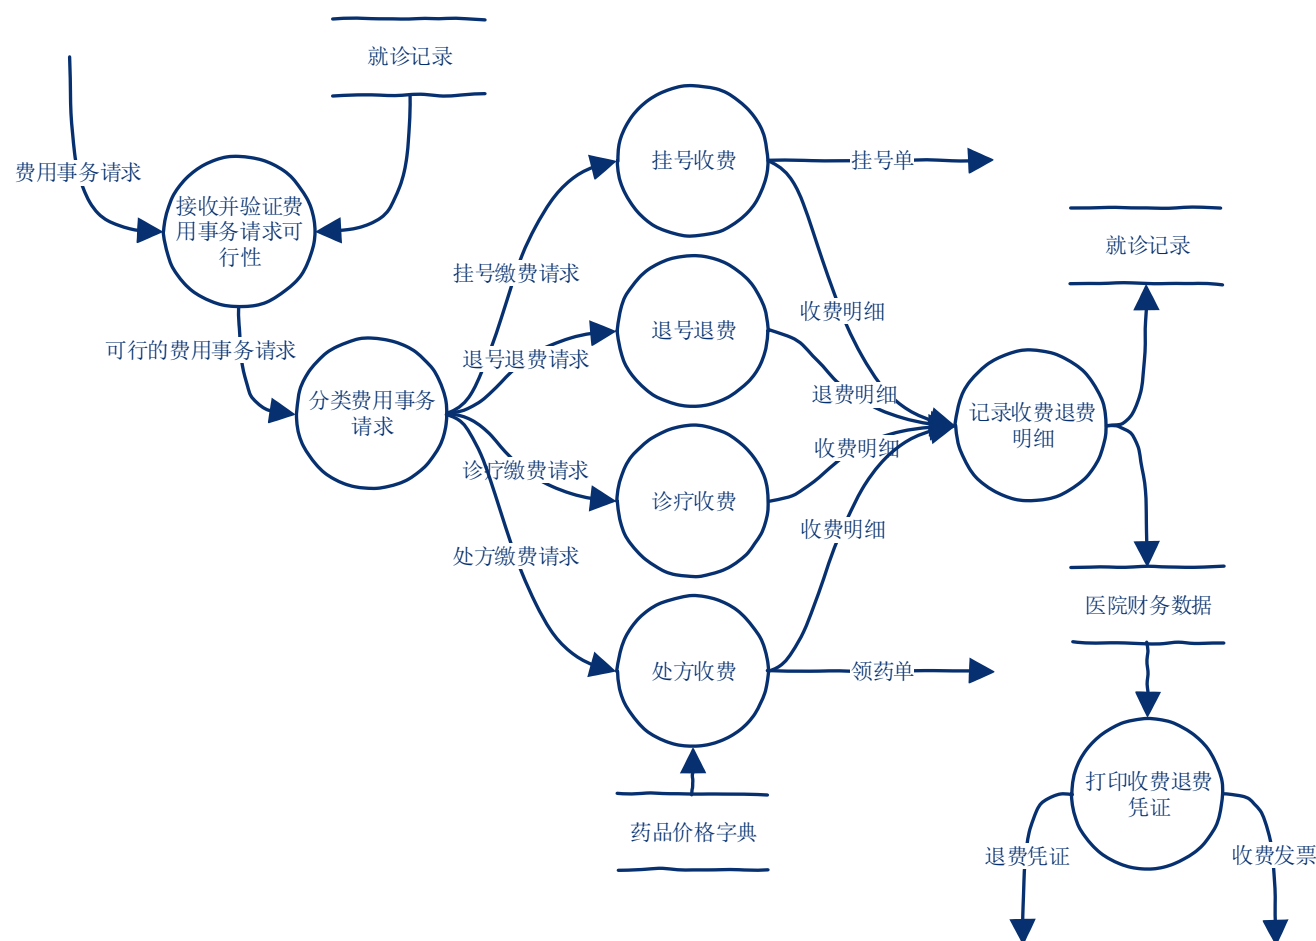 就诊记录
费用事务请求
接收并验证费
用事务请求可
行性
可行的费用事务请求
分类费用事务
请求
挂号缴费请求
退号退费请求
诊疗缴费请求
处方缴费请求
挂号收费
退号退费
诊疗收费
处方收费
药品价格字典
挂号单
收费明细
退费明细
收费明细
收费明细
领药单
记录收费退费
明细
就诊记录
医院财务数据
打印收费退费
凭证
退费凭证
收费发票